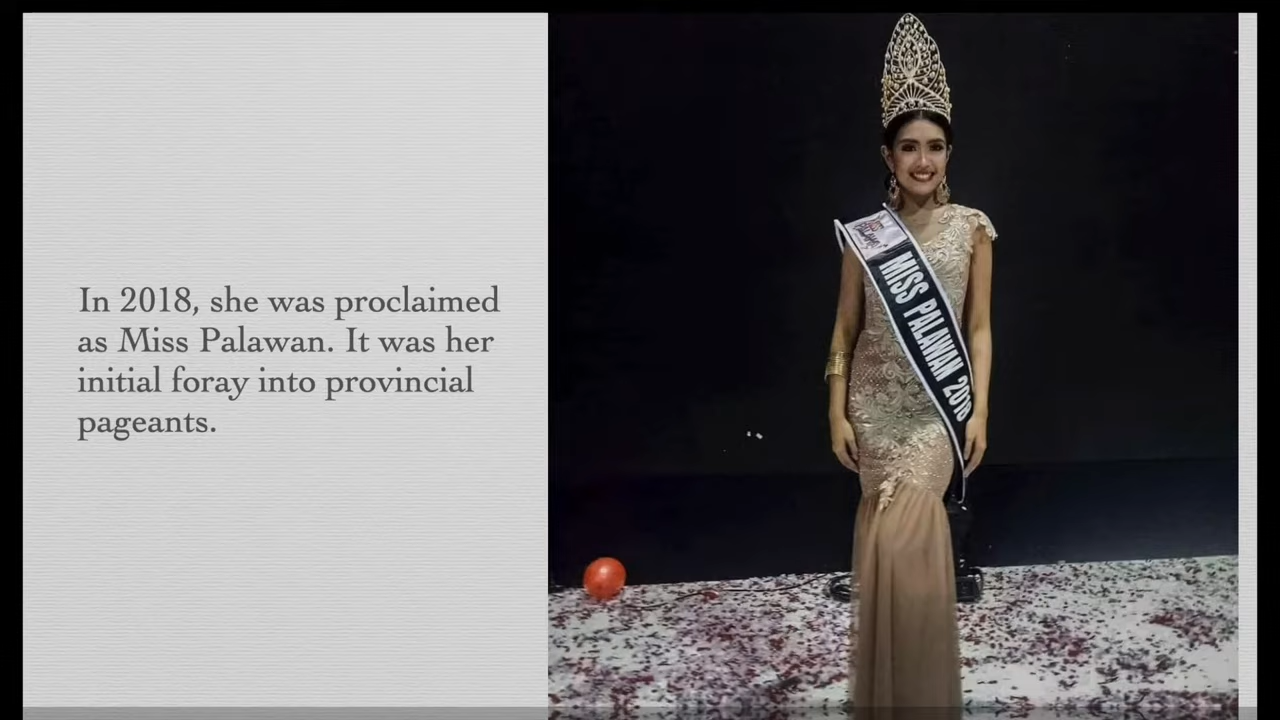 In 2018, she was proclaimed
as Miss Palawan. It was her
initial foray into provincial
pageants.
MISS PALAWAN 2018